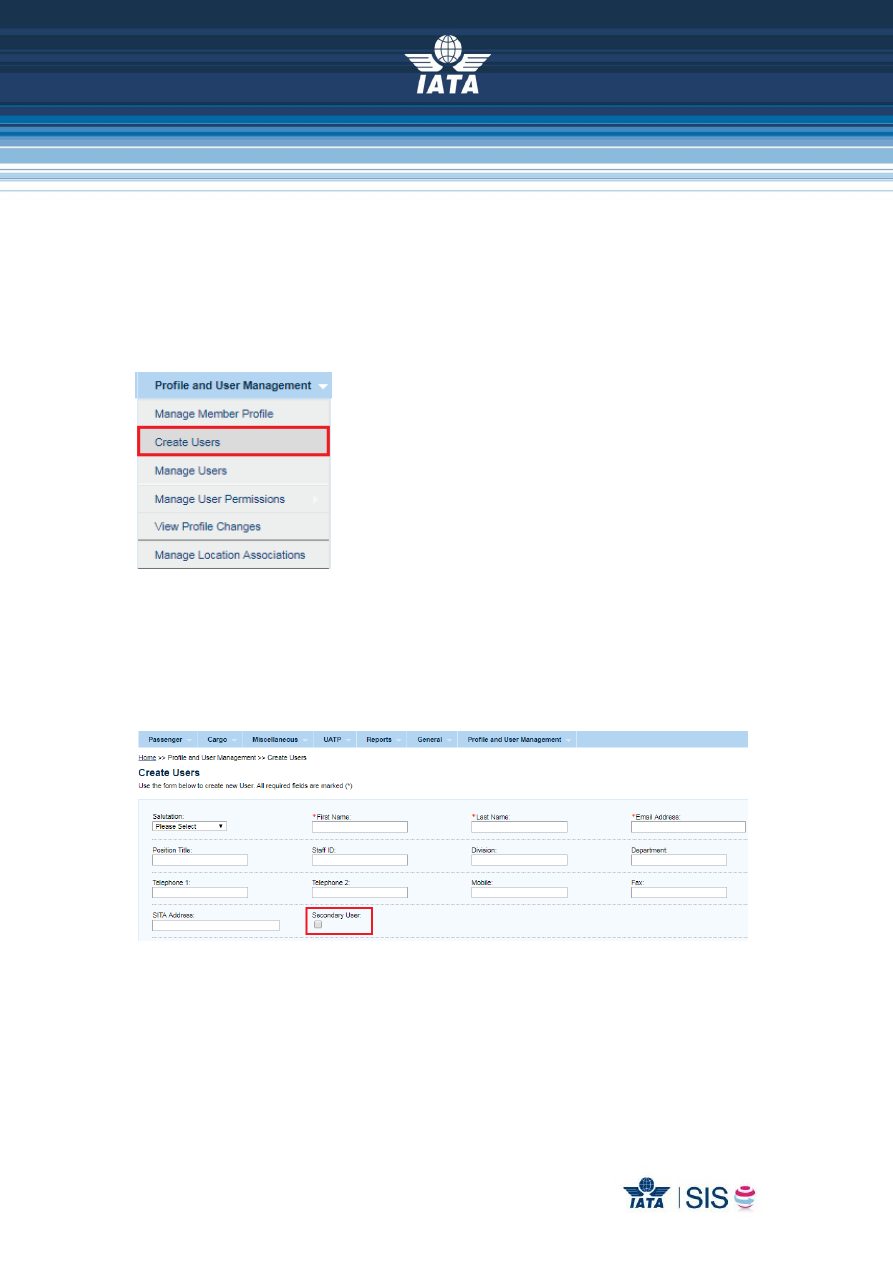 IATA
Profile and User Management
Manage Member Profile
Create Users
Manage Users
Manage User Permissions
View Profile Changes
Manage Location Associations
Passenger Cargo Miscellaneous UATP Reports General Profile and User Management
Home >> Profile and User Management >> Create Users
Create Users
Use the form below to create new User. All required fields are marked (*)
Salutation: *First Name: *Last Name: *Email Address:
Please Select
Position Title: Staff ID: Division: Department:
Telephone 1: Telephone 2: Mobile: Fax:
SITA Address: Secondary User:
IATA | SIS